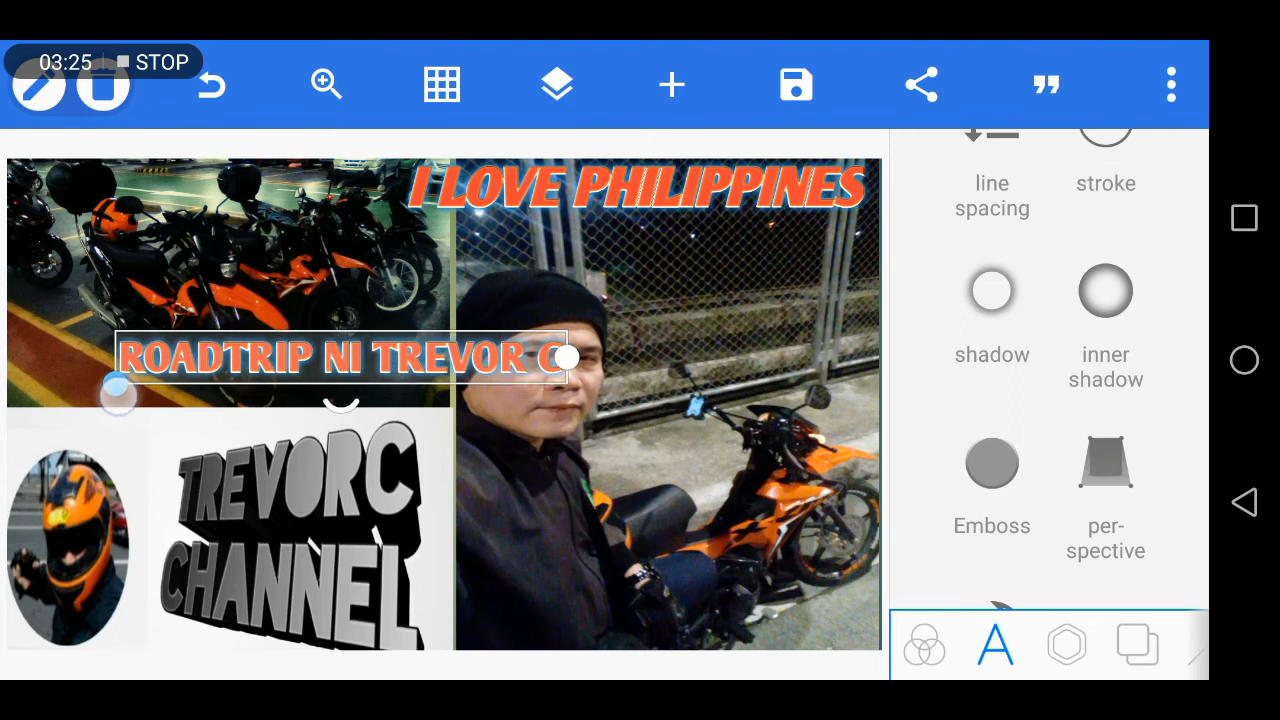 03:25 STOP
I LOVE PHILIPPINES
ROADTRIP NI TREVOR C
TREVORC
CHANNEL
line
spacing
stroke
shadow
inner
shadow
Emboss
per-
spective